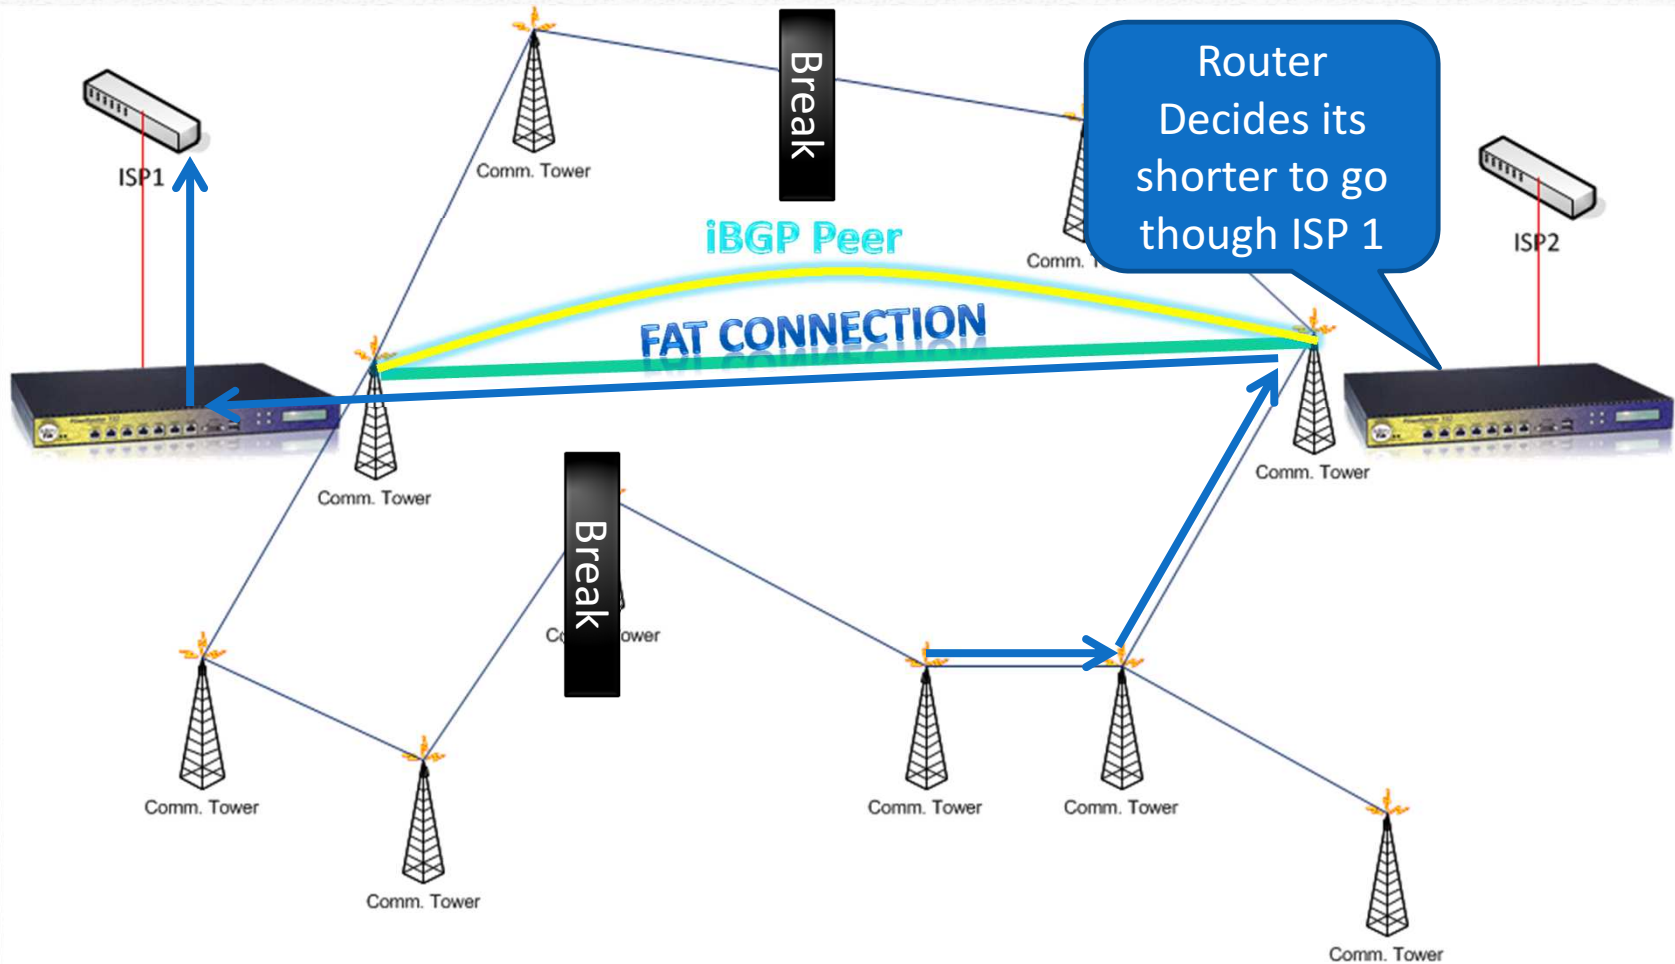 Break
Router
Decides its
shorter to go
though ISP 1
Comm. Tower
ISP1
iBGP Peer
ISP2
Comm.
FAT CONNECTION
Comm. Tower
Comm. Tower
Break
ower
Comm. Tower
Comm. Tower
Comm. Tower
Comm. Tower
Comm. Tower